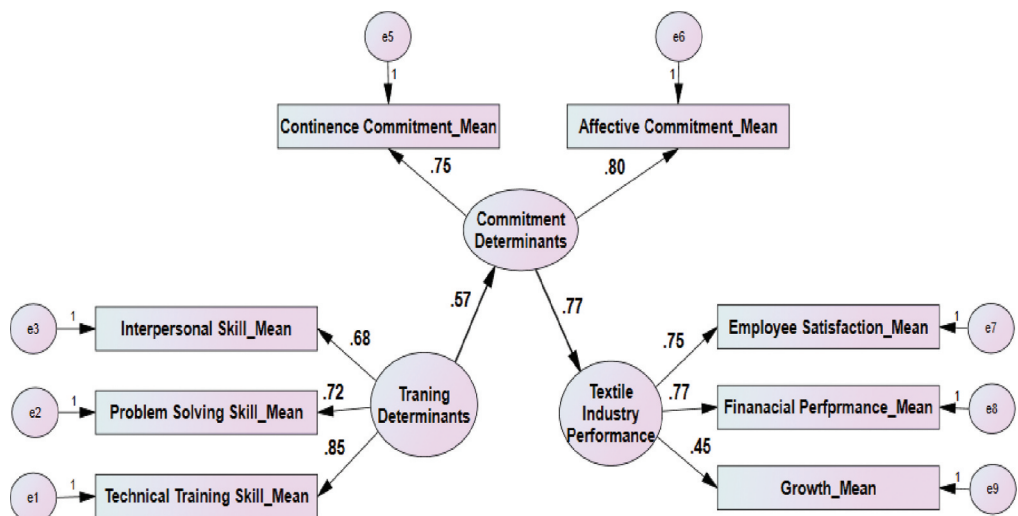 e5
e6
1
1
Continence Commitment_Mean
Affective Commitment_Mean
.75
.80
Commitment
Determinants
.57
.77
e3
1
Interpersonal Skill_Mean
.68
e2
1
Problem Solving Skill_Mean
.72
e1
1
Technical Training Skill_Mean
.85
Traning
Determinants
Textile
Industry
Performance
.75
Employee Satisfaction_Mean
1
e7
.77
Finanacial Perfprmance_Mean
1
e8
.45
Growth_Mean
1
e9